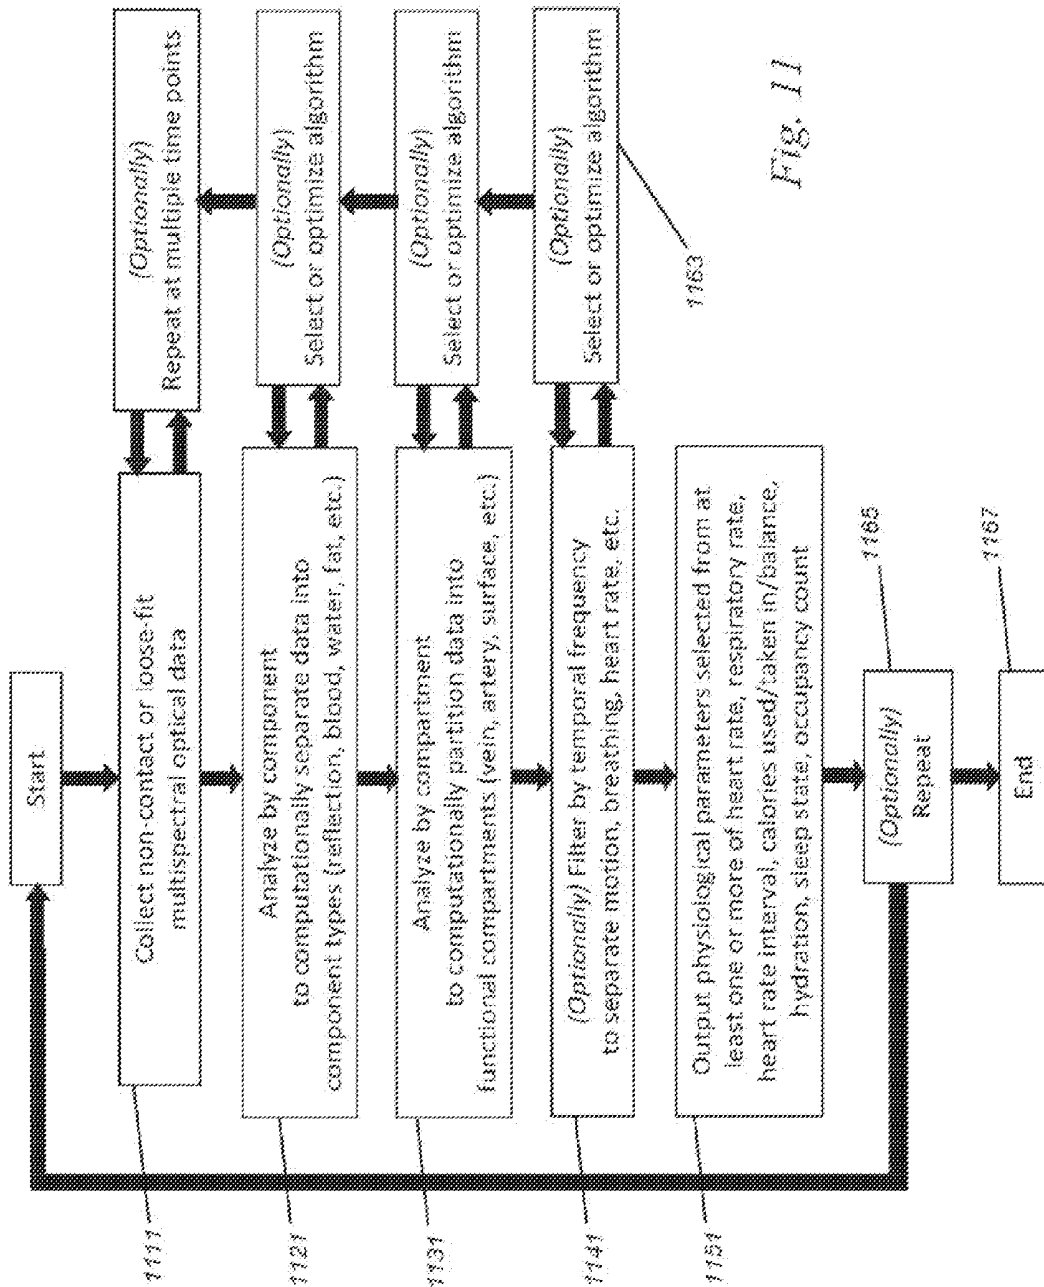 Start
1111
Collect non-contact or loose-fit
multispectral optical data
(Optionally)
Repeat at multiple time points
1121
Analyze by component
to computationally separate data into
component types (reflection, blood, water, fat, etc.)
(Optionally)
Select or optimize algorithm
1131
Analyze by compartment
to computationally partition data into
functional compartments (vein, artery, surface, etc.)
(Optionally)
Select or optimize algorithm
1141
(Optionally) Filter by temporal frequency
to separate motion, breathing, heart rate, etc.
(Optionally)
Select or optimize algorithm
1163
1151
Output physiological parameters selected from at
least one or more of heart rate, respiratory rate,
heart rate interval, calories used/taken in/balance,
hydration, sleep state, occupancy count
(Optionally)
Repeat
1165
End
1167
Fig. 11